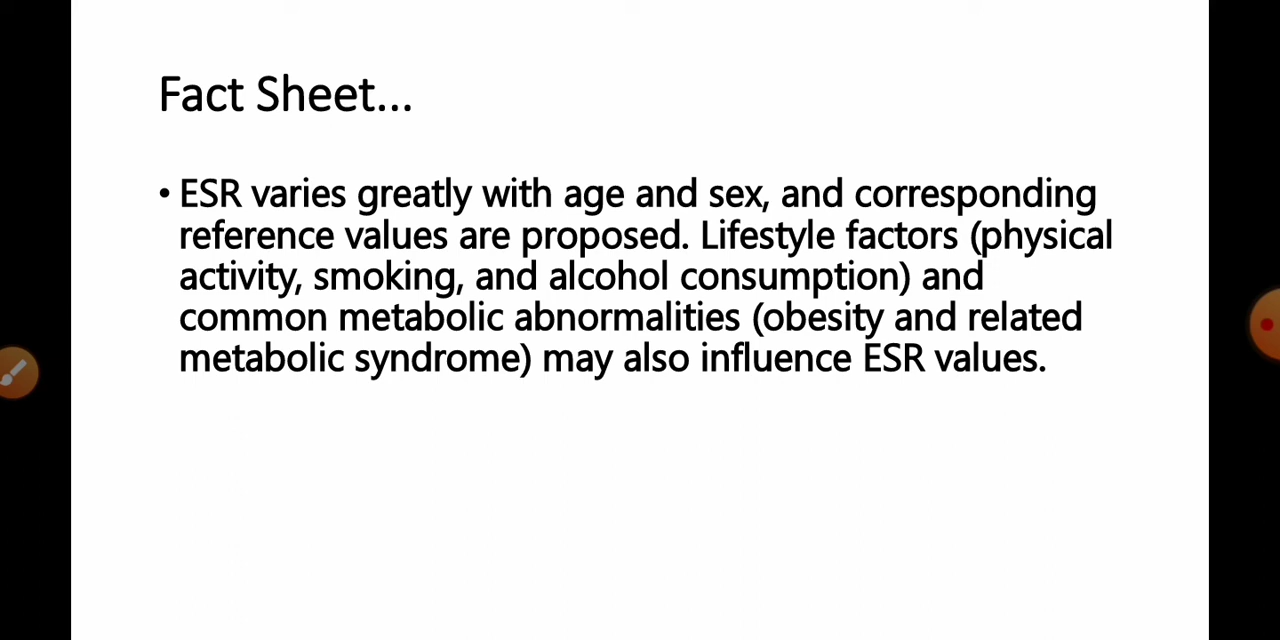 Fact Sheet...
• ESR varies greatly with age and sex, and corresponding
reference values are proposed. Lifestyle factors (physical
activity, smoking, and alcohol consumption) and
common metabolic abnormalities (obesity and related
metabolic syndrome) may also influence ESR values.